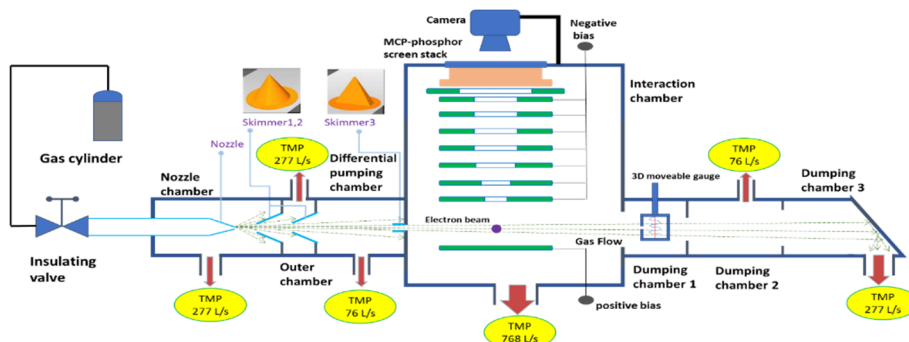 Camera
MCP-phosphor
screen stack
Negative
bias
Interaction
chamber
Skimmer1,2
Skimmer3
Gas cylinder
Nozzle
TMP
277 L/s
Differential
pumping
chamber
TMP
76 L/s
Nozzle
chamber
3D moveable gauge
Dumping
chamber 3
Electron beam
Gas Flow
Insulating
valve
Outer
chamber
Dumping
chamber 1
Dumping
chamber 2
TMP
277 L/s
TMP
76 L/s
positive bias
TMP
277 L/s
TMP
768 L/s